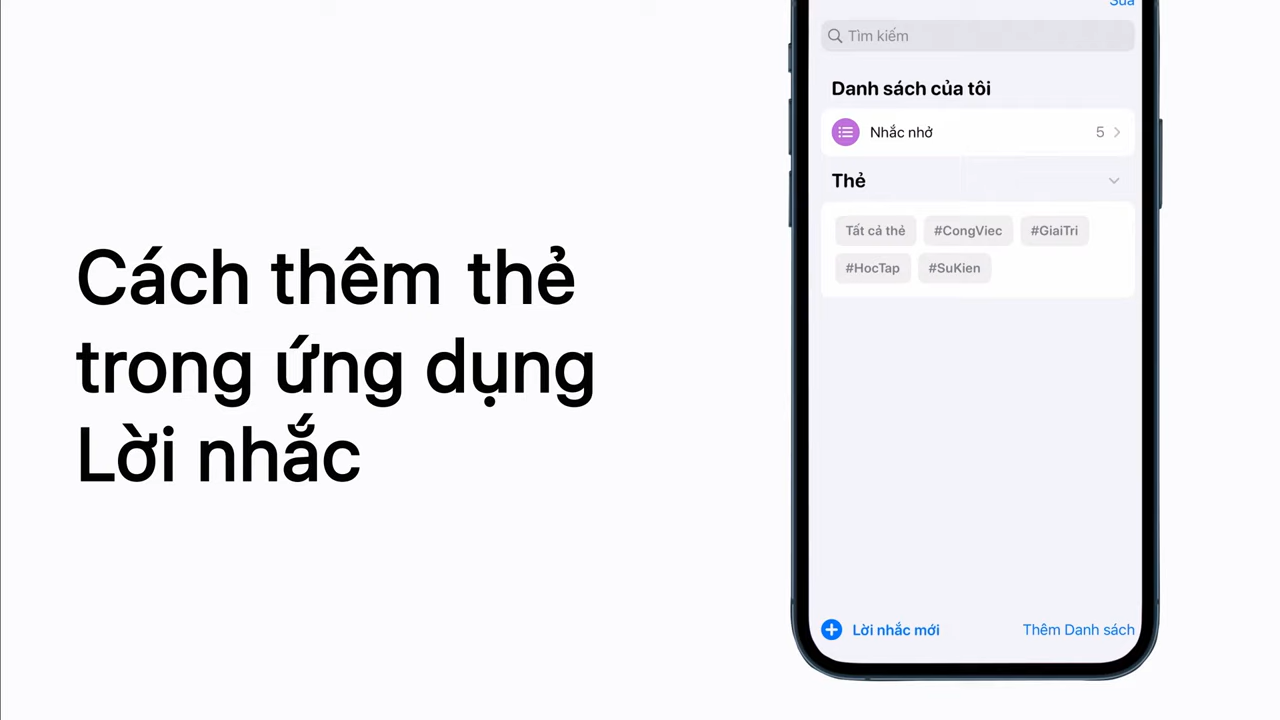 Cách thêm thẻ
trong ứng dụng
Lời nhắc
Sửa
Tìm kiếm
Danh sách của tôi
Nhắc nhở 5
Thẻ
Tất cả thẻ #CongViec #GiaiTri
#HocTap #SuKien
Lời nhắc mới Thêm Danh sách